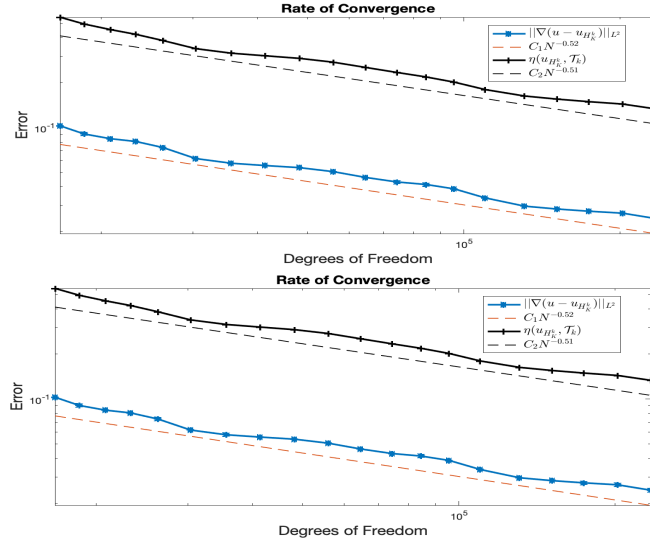 Rate of Convergence
||∇(u − u_{H_K^k})||_{L^2}
C_1N^{-0.52}
η(u_{H_K^k}, 𝒯_k)
C_2N^{-0.51}
Error
10^{-1}
10^5
Degrees of Freedom
Rate of Convergence
||∇(u − u_{H_K^k})||_{L^2}
C_1N^{-0.52}
η(u_{H_K^k}, 𝒯_k)
C_2N^{-0.51}
Error
10^{-1}
10^5
Degrees of Freedom